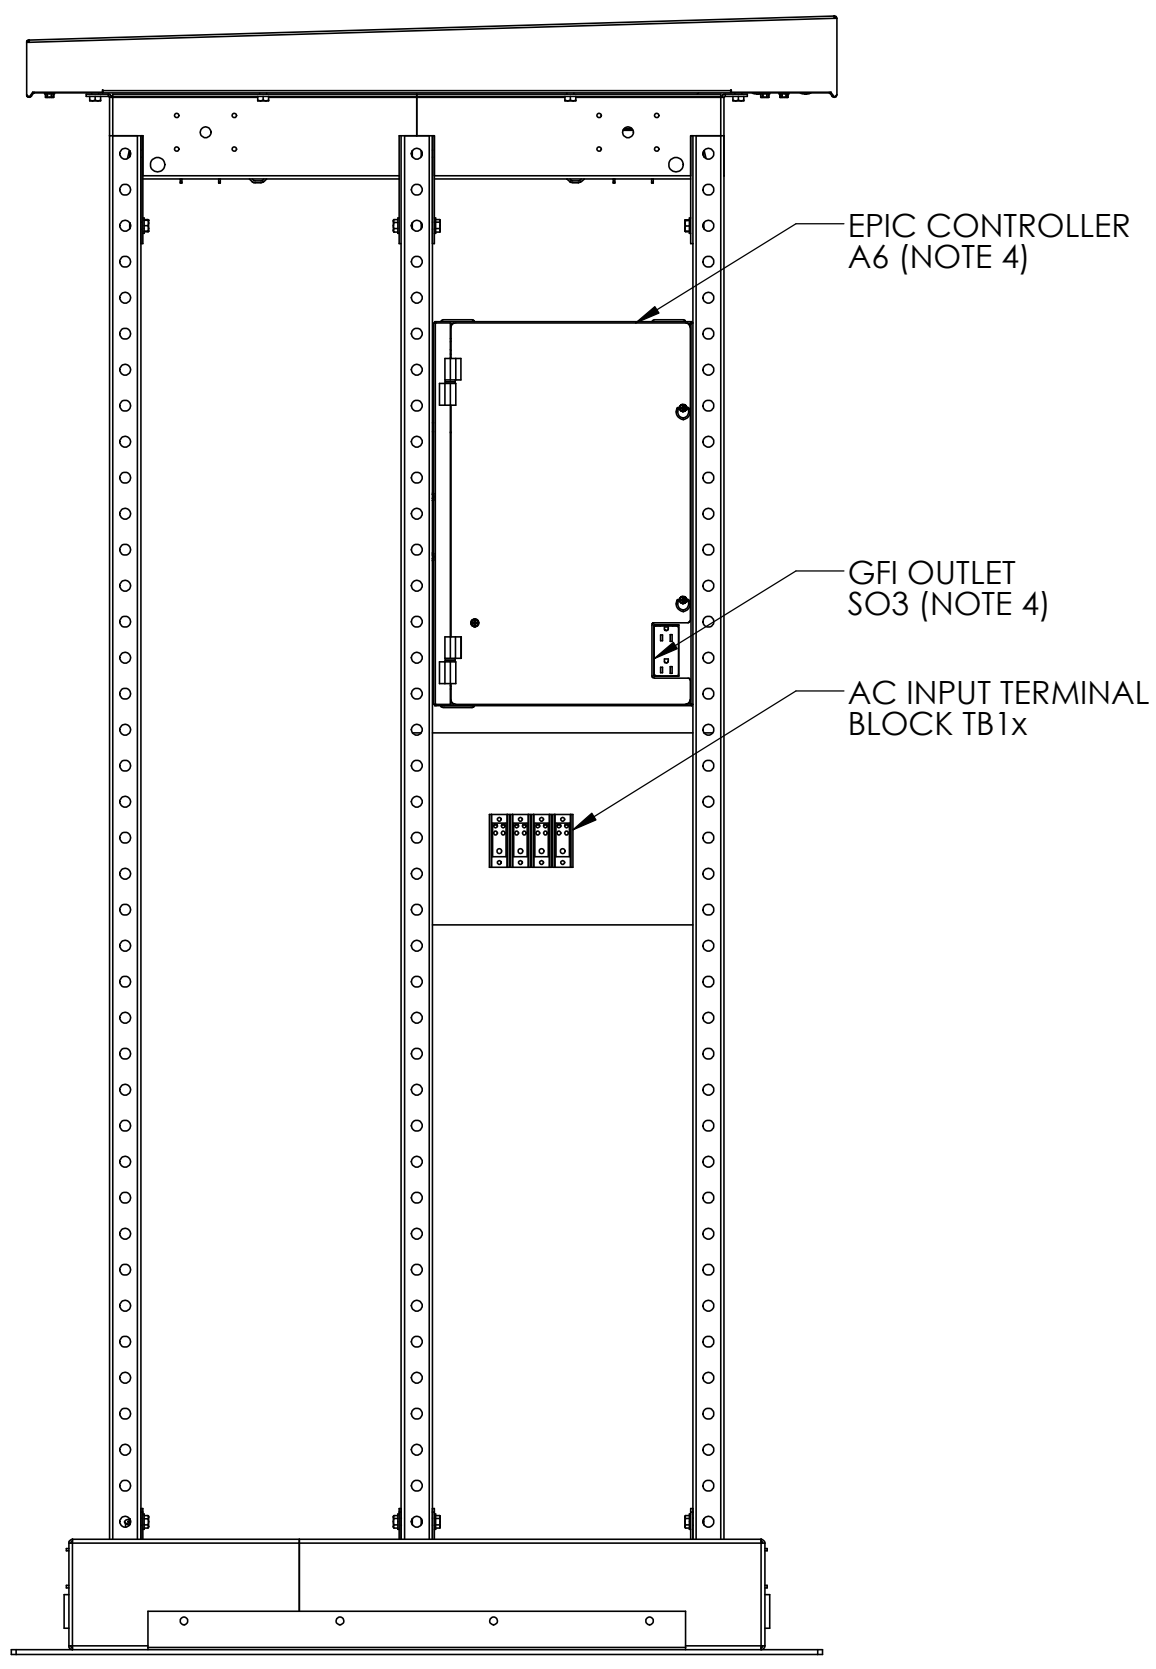 EPIC CONTROLLER
A6 (NOTE 4)
GFI OUTLET
SO3 (NOTE 4)
AC INPUT TERMINAL
BLOCK TB1x